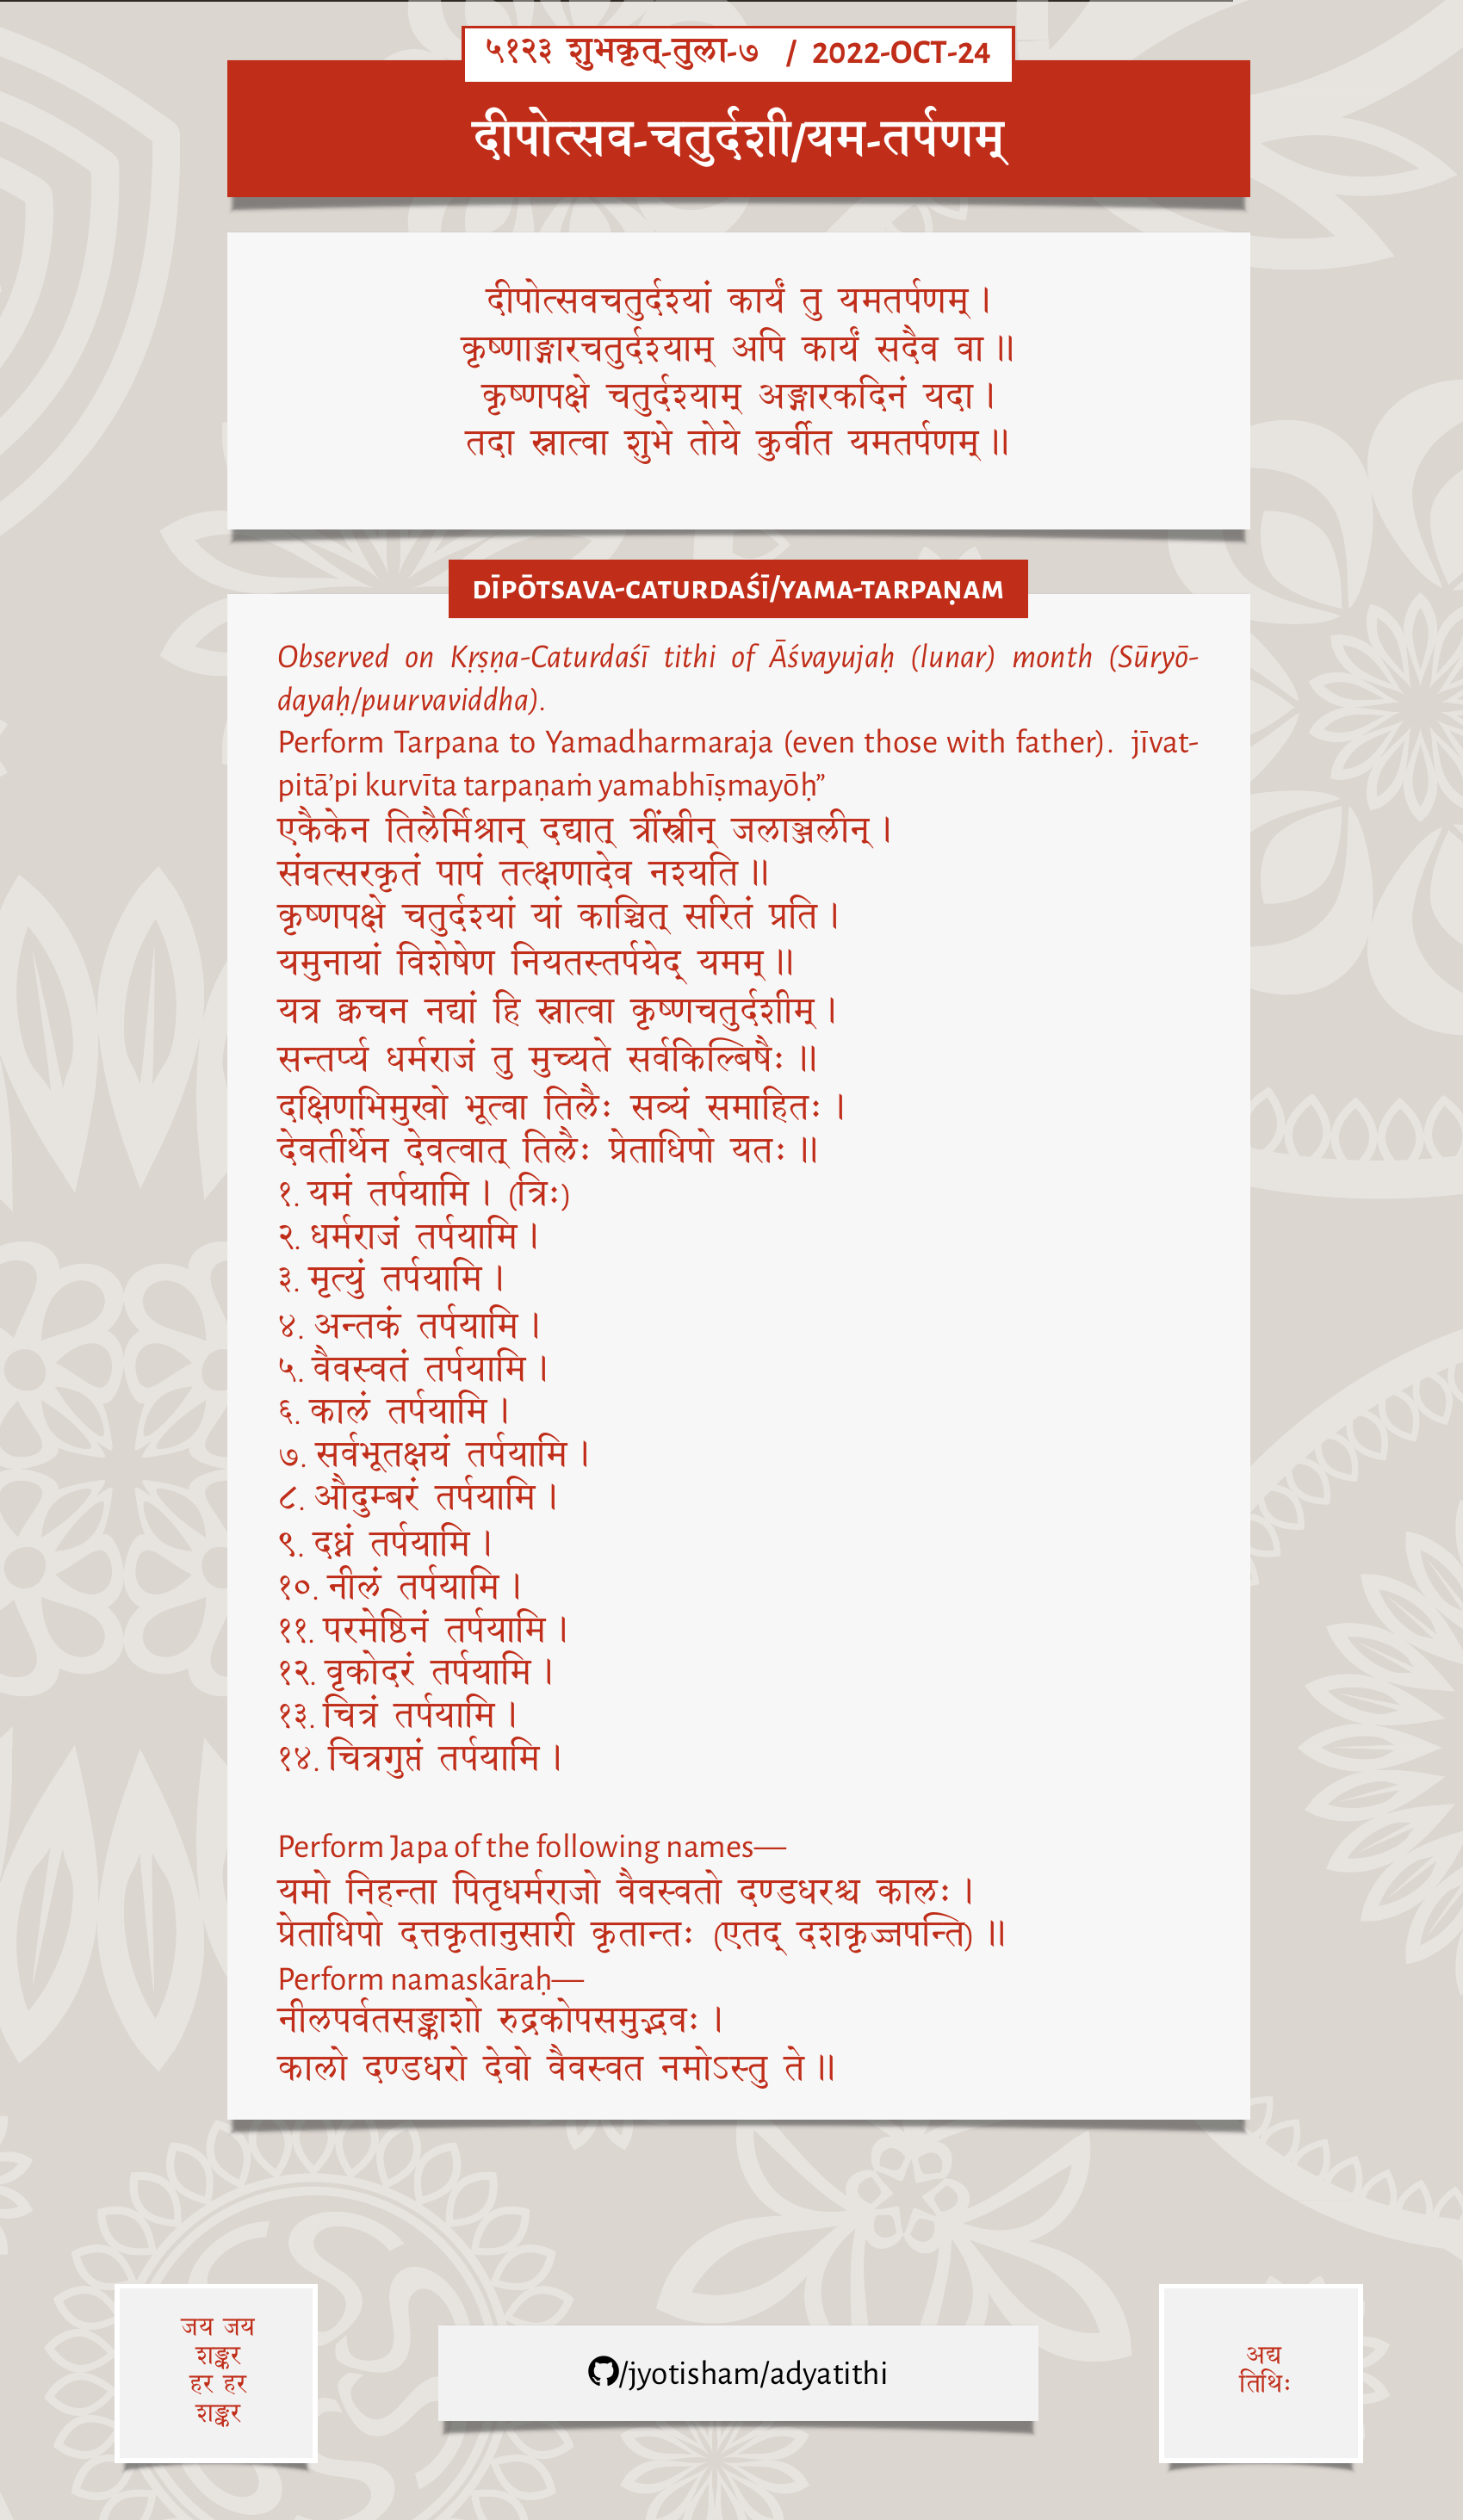 ५१२३ शुभकृत्-तुला-७ / 2022-OCT-24
दीपोत्सव-चतुर्दशी/यम-तर्पणम्
दीपोत्सवचतुर्दश्यां कार्यं तु यमतर्पणम्।
कृष्णाङ्गारचतुर्दश्याम् अपि कार्यं सदैव वा॥
कृष्णपक्षे चतुर्दश्याम् अङ्गारकदिनं यदा।
तदा स्नात्वा शुभे तोये कुर्वीत यमतर्पणम्॥
DĪPŌTSAVA-CATURDAŚĪ/YAMA-TARPAṆAM
Observed on Kṛṣṇa-Caturdaśī tithi of Āśvayujaḥ (lunar) month (Sūryō-
dayaḥ/puurvaviddha).
Perform Tarpana to Yamadharmaraja (even those with father). jīvat-
pitā’pi kurvīta tarpaṇaṁ yamabhīṣmayōḥ”
एकैकेन तिलैर्मिश्रान् दद्यात् त्रींस्त्रीन् जलाञ्जलीन्।
संवत्सरकृतं पापं तत्क्षणादेव नश्यति॥
कृष्णपक्षे चतुर्दश्यां यां काञ्चित् सरितं प्रति।
यमुनायां विशेषेण नियतस्तर्पयेद् यमम्॥
यत्र क्वचन नद्यां हि स्नात्वा कृष्णचतुर्दशीम्।
सन्तर्प्य धर्मराजं तु मुच्यते सर्वकिल्बिषैः॥
दक्षिणभिमुखो भूत्वा तिलैः सव्यं समाहितः।
देवतीर्थेन देवत्वात् तिलैः प्रेताधिपो यतः॥
१. यमं तर्पयामि। (त्रिः)
२. धर्मराजं तर्पयामि।
३. मृत्युं तर्पयामि।
४. अन्तकं तर्पयामि।
५. वैवस्वतं तर्पयामि।
६. कालं तर्पयामि।
७. सर्वभूतक्षयं तर्पयामि।
८. औदुम्बरं तर्पयामि।
९. दध्नं तर्पयामि।
१०. नीलं तर्पयामि।
११. परमेष्ठिनं तर्पयामि।
१२. वृकोदरं तर्पयामि।
१३. चित्रं तर्पयामि।
१४. चित्रगुप्तं तर्पयामि।
Perform Japa of the following names—
यमो निहन्ता पितृधर्मराजो वैवस्वतो दण्डधरश्च कालः।
प्रेताधिपो दत्तकृतानुसारी कृतान्तः (एतद् दशकृज्जपन्ति)॥
Perform namaskāraḥ—
नीलपर्वतसङ्काशो रुद्रकोपसमुद्भवः।
कालो दण्डधरो देवो वैवस्वत नमोऽस्तु ते॥
जय जय
शङ्कर
हर हर
शङ्कर
/jyotisham/adyatithi
अद्य
तिथिः